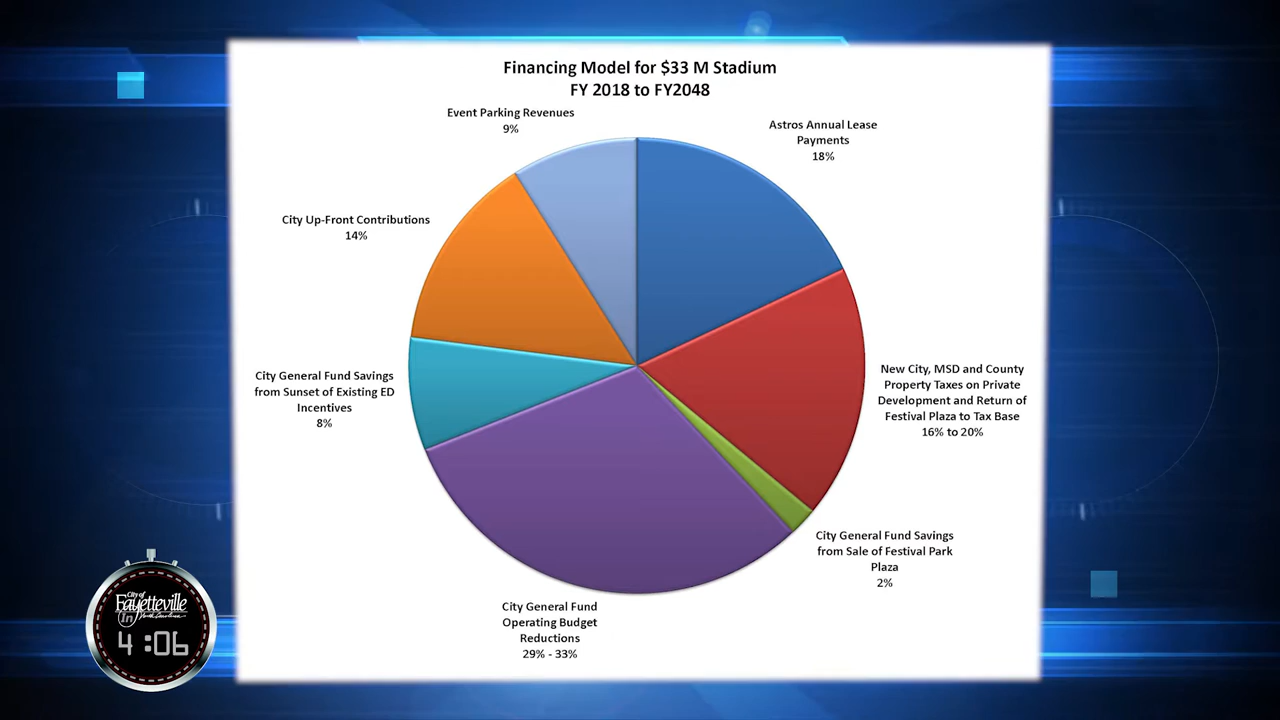 Financing Model for $33 M Stadium
FY 2018 to FY2048
Event Parking Revenues
9%
Astros Annual Lease
Payments
18%
City Up-Front Contributions
14%
New City, MSD and County
Property Taxes on Private
Development and Return of
Festival Plaza to Tax Base
16% to 20%
City General Fund Savings
from Sunset of Existing ED
Incentives
8%
City General Fund Savings
from Sale of Festival Park
Plaza
2%
City General Fund
Operating Budget
Reductions
29% - 33%
City of
Fayetteville
In
North Carolina
4:06